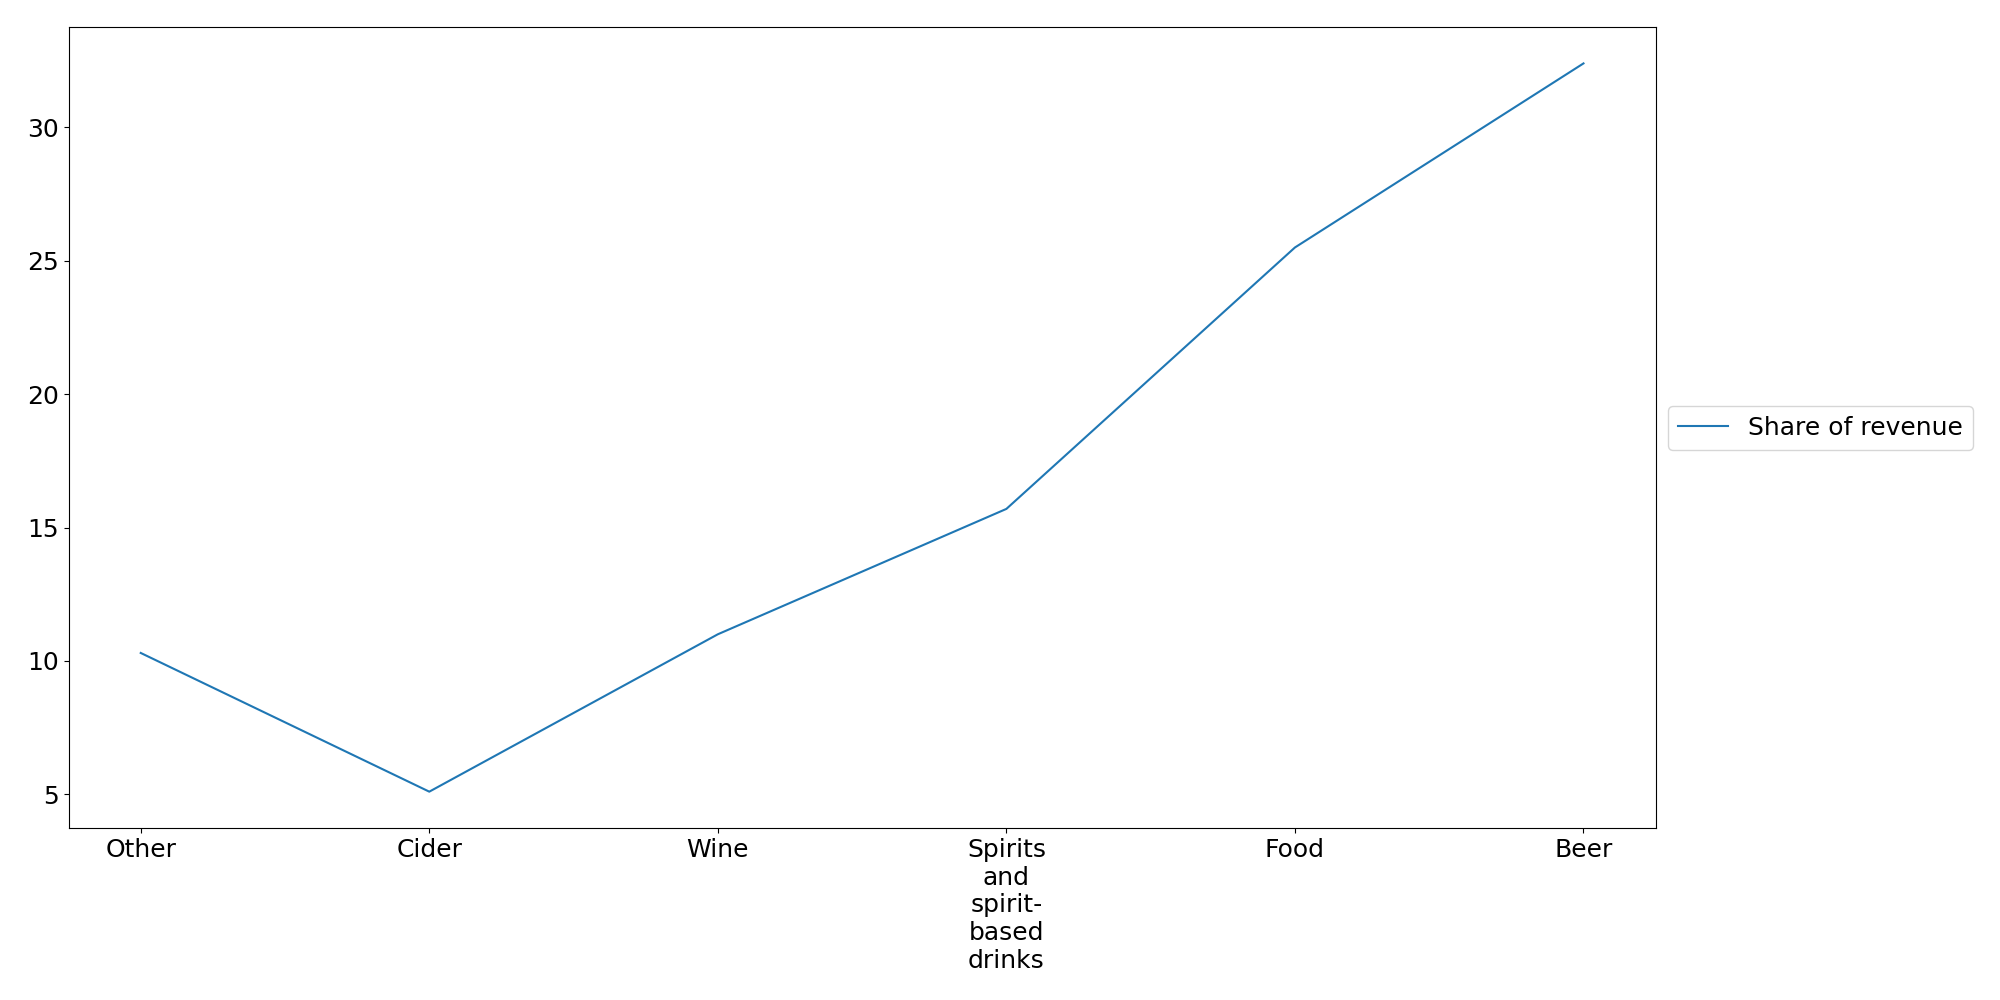 30
25
20
15
10
5
Other
Cider
Wine
Spirits
and
spirit-
based
drinks
Food
Beer
Share of revenue